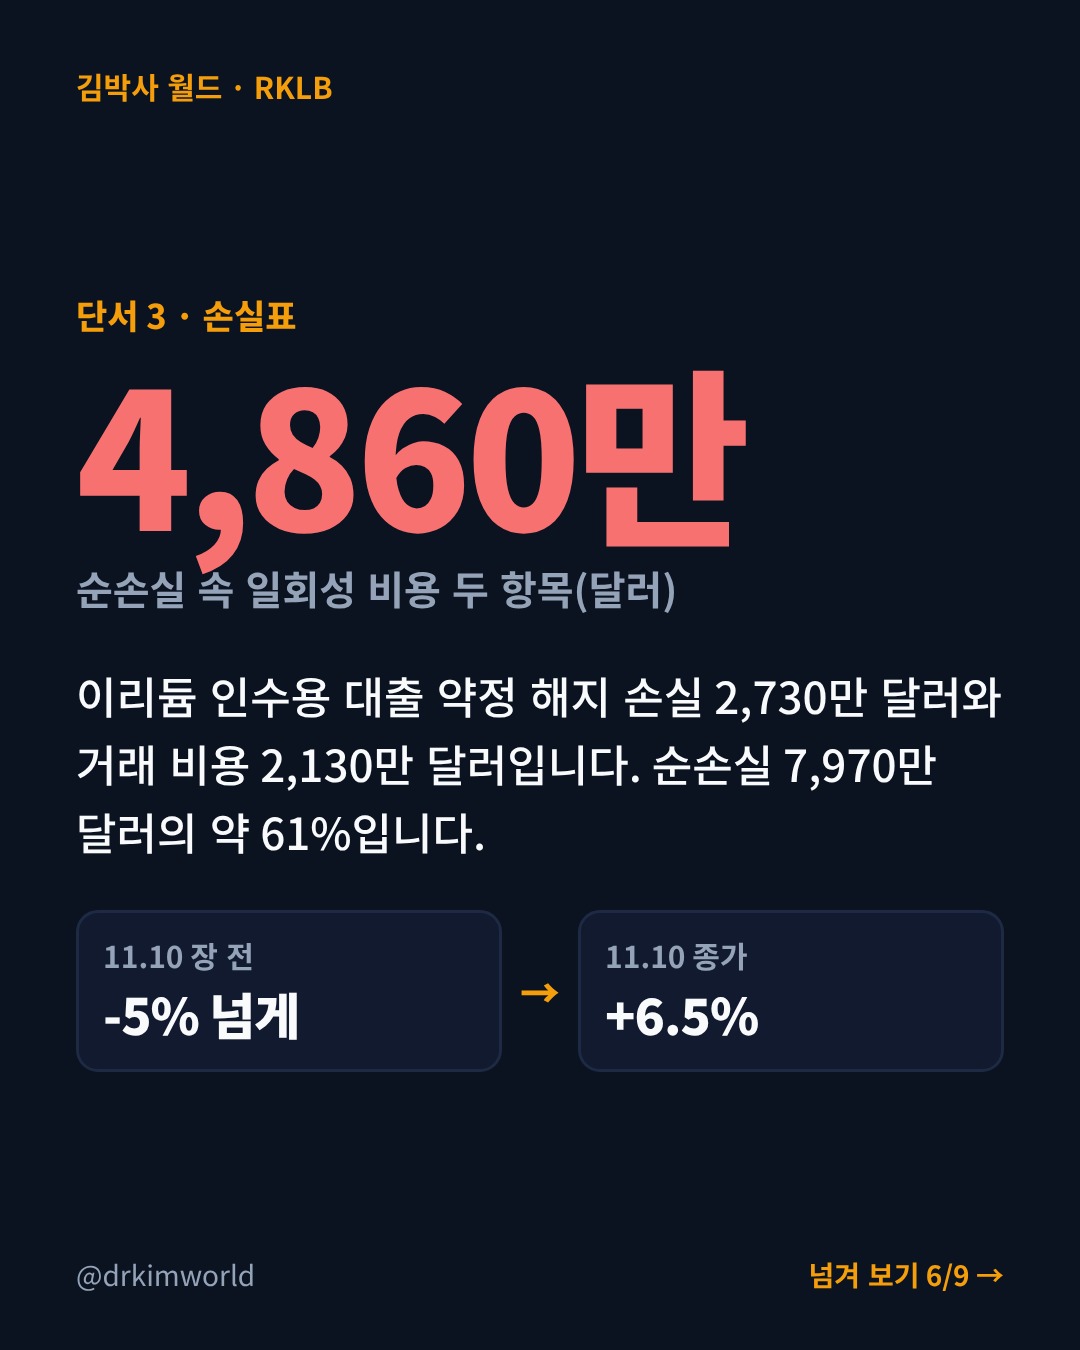 김박사 월드 · RKLB
단서 3 · 손실표
4,860만
순손실 속 일회성 비용 두 항목(달러)
이리듐 인수용 대출 약정 해지 손실 2,730만 달러와
거래 비용 2,130만 달러입니다. 순손실 7,970만
달러의 약 61%입니다.
11.10 장 전
-5% 넘게
→
11.10 종가
+6.5%
@drkimworld
넘겨 보기 6/9 →